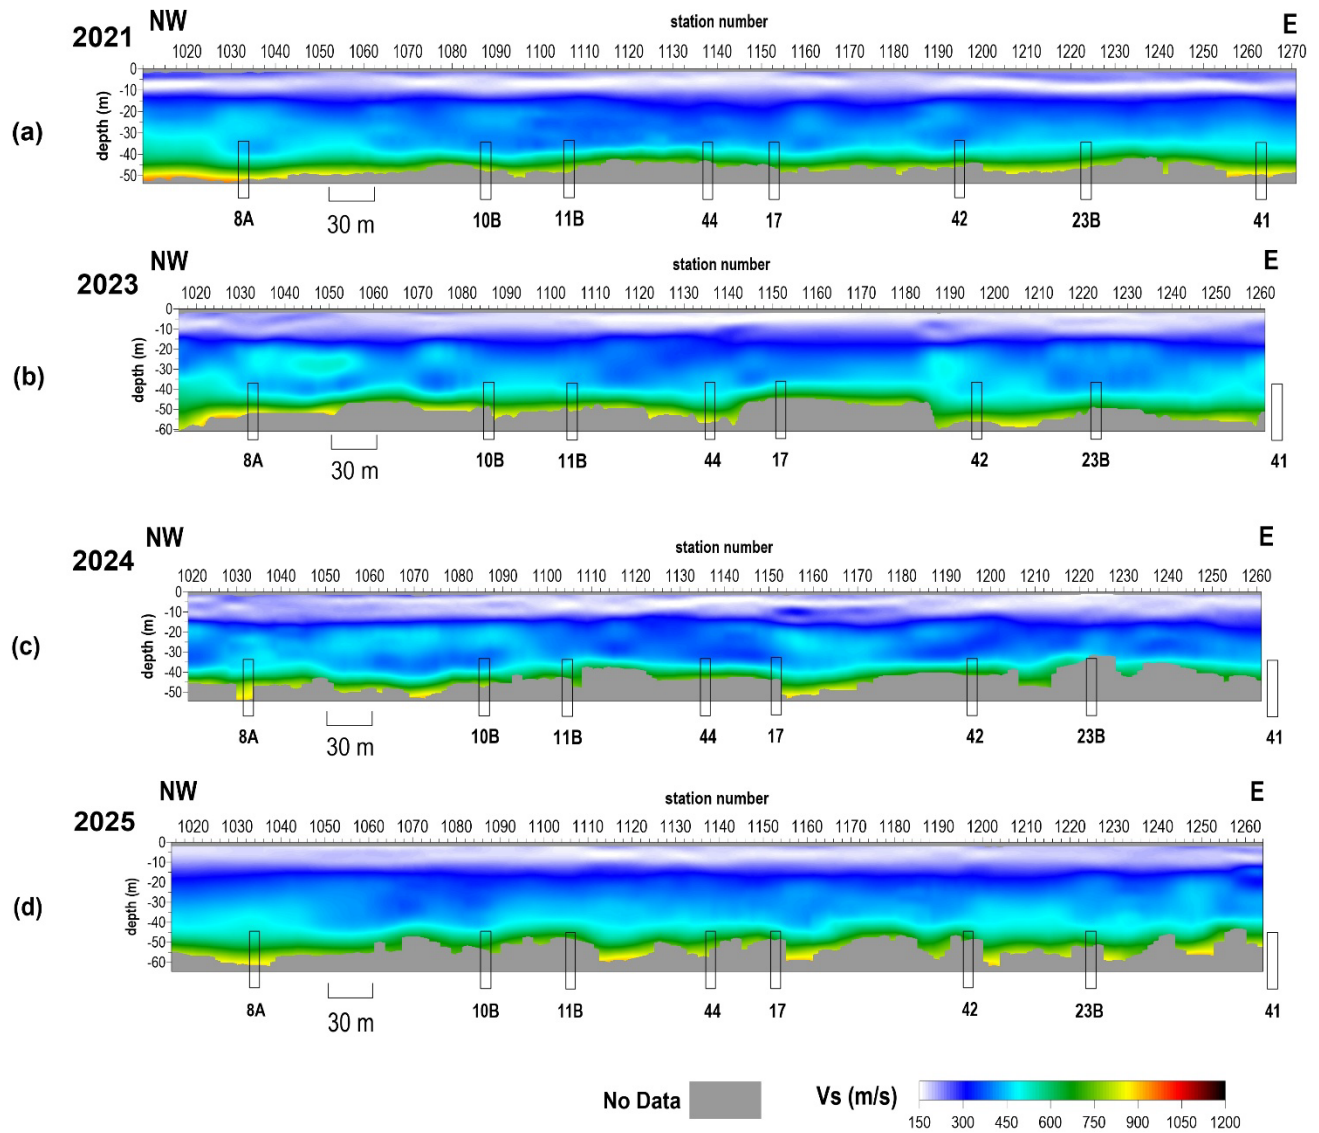 NW
station number
E
2021
1020 1030 1040 1050 1060 1070 1080 1090 1100 1110 1120 1130 1140 1150 1160 1170 1180 1190 1200 1210 1220 1230 1240 1250 1260 1270
(a)
depth (m)
0
-10
-20
-30
-40
-50
8A 10B 11B 44 17 42 23B 41
30 m
NW
station number
E
2023
1020 1030 1040 1050 1060 1070 1080 1090 1100 1110 1120 1130 1140 1150 1160 1170 1180 1190 1200 1210 1220 1230 1240 1250 1260
(b)
depth (m)
0
-10
-20
-30
-40
-50
-60
8A 10B 11B 44 17 42 23B 41
30 m
NW
station number
E
2024
1020 1030 1040 1050 1060 1070 1080 1090 1100 1110 1120 1130 1140 1150 1160 1170 1180 1190 1200 1210 1220 1230 1240 1250 1260
(c)
depth (m)
0
-10
-20
-30
-40
-50
8A 10B 11B 44 17 42 23B 41
30 m
NW
station number
E
2025
1020 1030 1040 1050 1060 1070 1080 1090 1100 1110 1120 1130 1140 1150 1160 1170 1180 1190 1200 1210 1220 1230 1240 1250 1260
(d)
depth (m)
0
-10
-20
-30
-40
-50
-60
8A 10B 11B 44 17 42 23B 41
30 m
No Data
Vs (m/s)
150 300 450 600 750 900 1050 1200